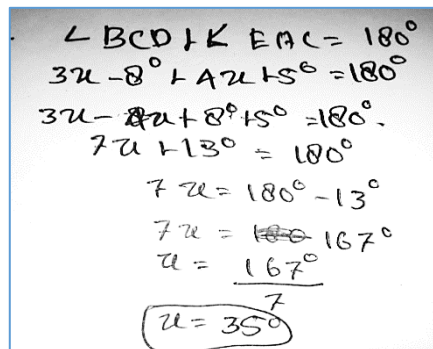 ∠ BCD + ∠ EAC = 180°
3x - 8° + 4x + 5° = 180°
3x - 4x + 8° + 5° = 180°.
7x + 13° = 180°
7x = 180° - 13°
7x = 180 167°
x = 167°
7
x = 35°